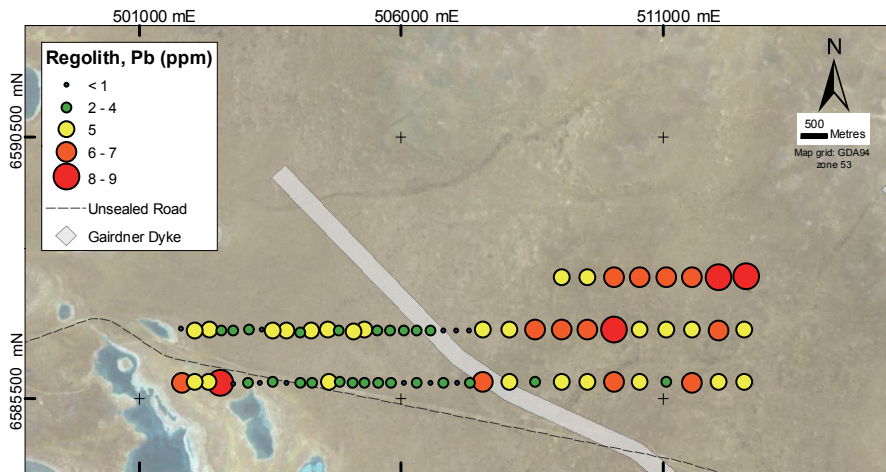 501000 mE
506000 mE
511000 mE
Regolith, Pb (ppm)
< 1
2 - 4
5
6 - 7
8 - 9
Unsealed Road
Gairdner Dyke
N
500
Metres
Map grid: GDA94
zone 53
6590500 mN
6585500 mN